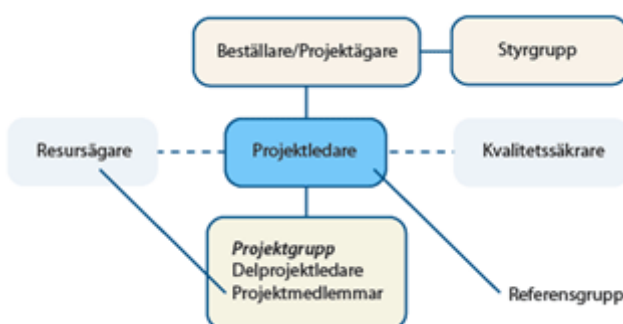 Beställare/Projektägare
Styrgrupp
Resursägare
Projektledare
Kvalitetssäkrare
Projektgrupp
Delprojektledare
Projektmedlemmar
Referensgrupp